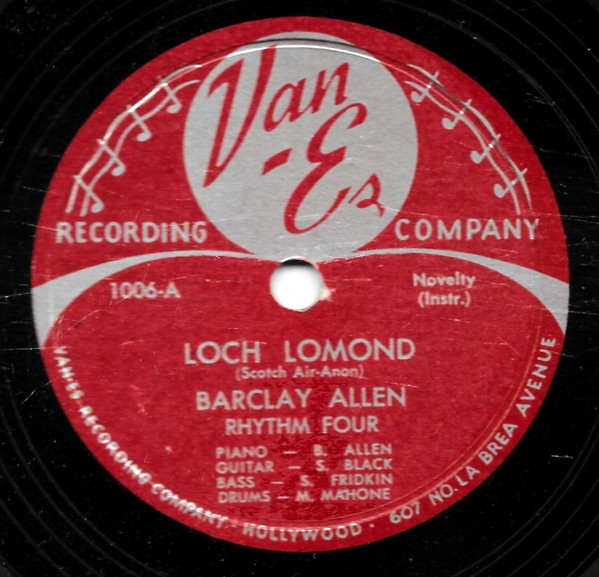 Van
-Es
RECORDING COMPANY
1006-A
Novelty
(Instr.)
LOCH LOMOND
(Scotch Air-Anon)
BARCLAY ALLEN
RHYTHM FOUR
PIANO — B. ALLEN
GUITAR — S. BLACK
BASS — S. FRIDKIN
DRUMS — M. MAHONE
VAN-ES RECORDING COMPANY · HOLLYWOOD · 607 NO. LA BREA AVENUE